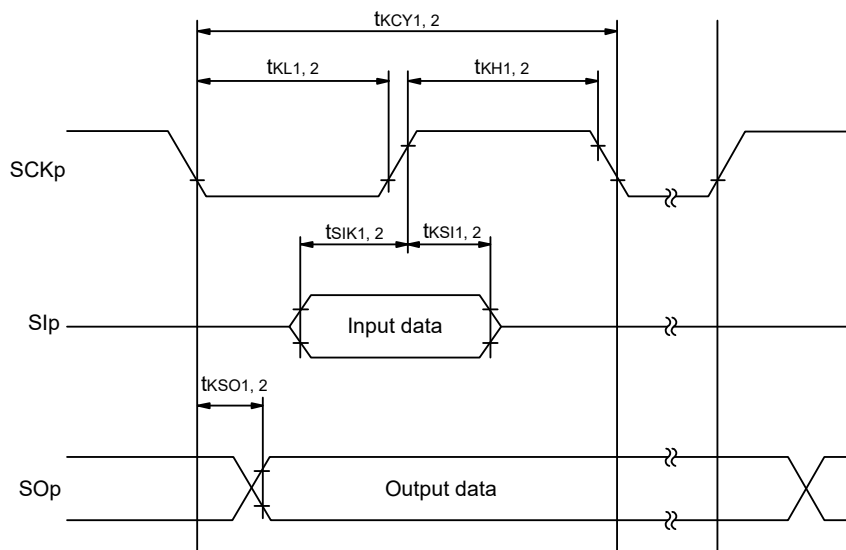 tKCY1, 2
tKL1, 2
tKH1, 2
SCKp
tSIK1, 2
tKSI1, 2
SIp
Input data
tKSO1, 2
SOp
Output data